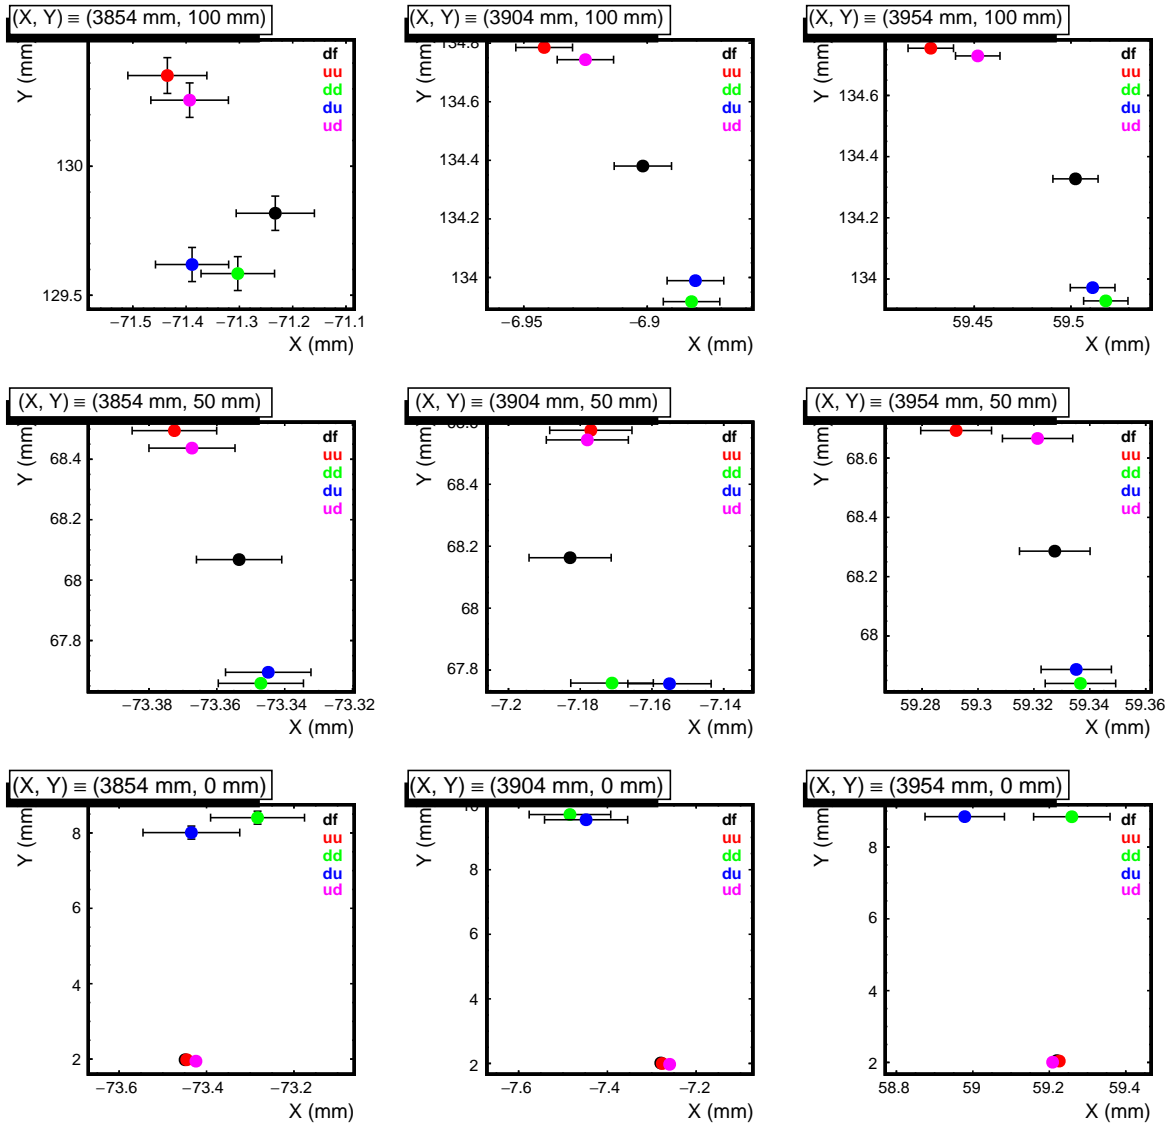 (X, Y) ≡ (3854 mm, 100 mm)
Y (mm)
df
uu
dd
du
ud
130
129.5
−71.5 −71.4 −71.3 −71.2 −71.1
X (mm)
(X, Y) ≡ (3904 mm, 100 mm)
Y (mm)
df
uu
dd
du
ud
134.8
134.6
134.4
134.2
134
−6.95 −6.9
X (mm)
(X, Y) ≡ (3954 mm, 100 mm)
Y (mm)
df
uu
dd
du
ud
134.6
134.4
134.2
134
59.45 59.5
X (mm)
(X, Y) ≡ (3854 mm, 50 mm)
Y (mm)
df
uu
dd
du
ud
68.4
68.2
68
67.8
−73.38 −73.36 −73.34 −73.32
X (mm)
(X, Y) ≡ (3904 mm, 50 mm)
Y (mm)
df
uu
dd
du
ud
68.6
68.4
68.2
68
67.8
−7.2 −7.18 −7.16 −7.14
X (mm)
(X, Y) ≡ (3954 mm, 50 mm)
Y (mm)
df
uu
dd
du
ud
68.6
68.4
68.2
68
59.28 59.3 59.32 59.34 59.36
X (mm)
(X, Y) ≡ (3854 mm, 0 mm)
Y (mm)
df
uu
dd
du
ud
8
6
4
2
−73.6 −73.4 −73.2
X (mm)
(X, Y) ≡ (3904 mm, 0 mm)
Y (mm)
df
uu
dd
du
ud
10
8
6
4
2
−7.6 −7.4 −7.2
X (mm)
(X, Y) ≡ (3954 mm, 0 mm)
Y (mm)
df
uu
dd
du
ud
8
6
4
2
58.8 59 59.2 59.4
X (mm)